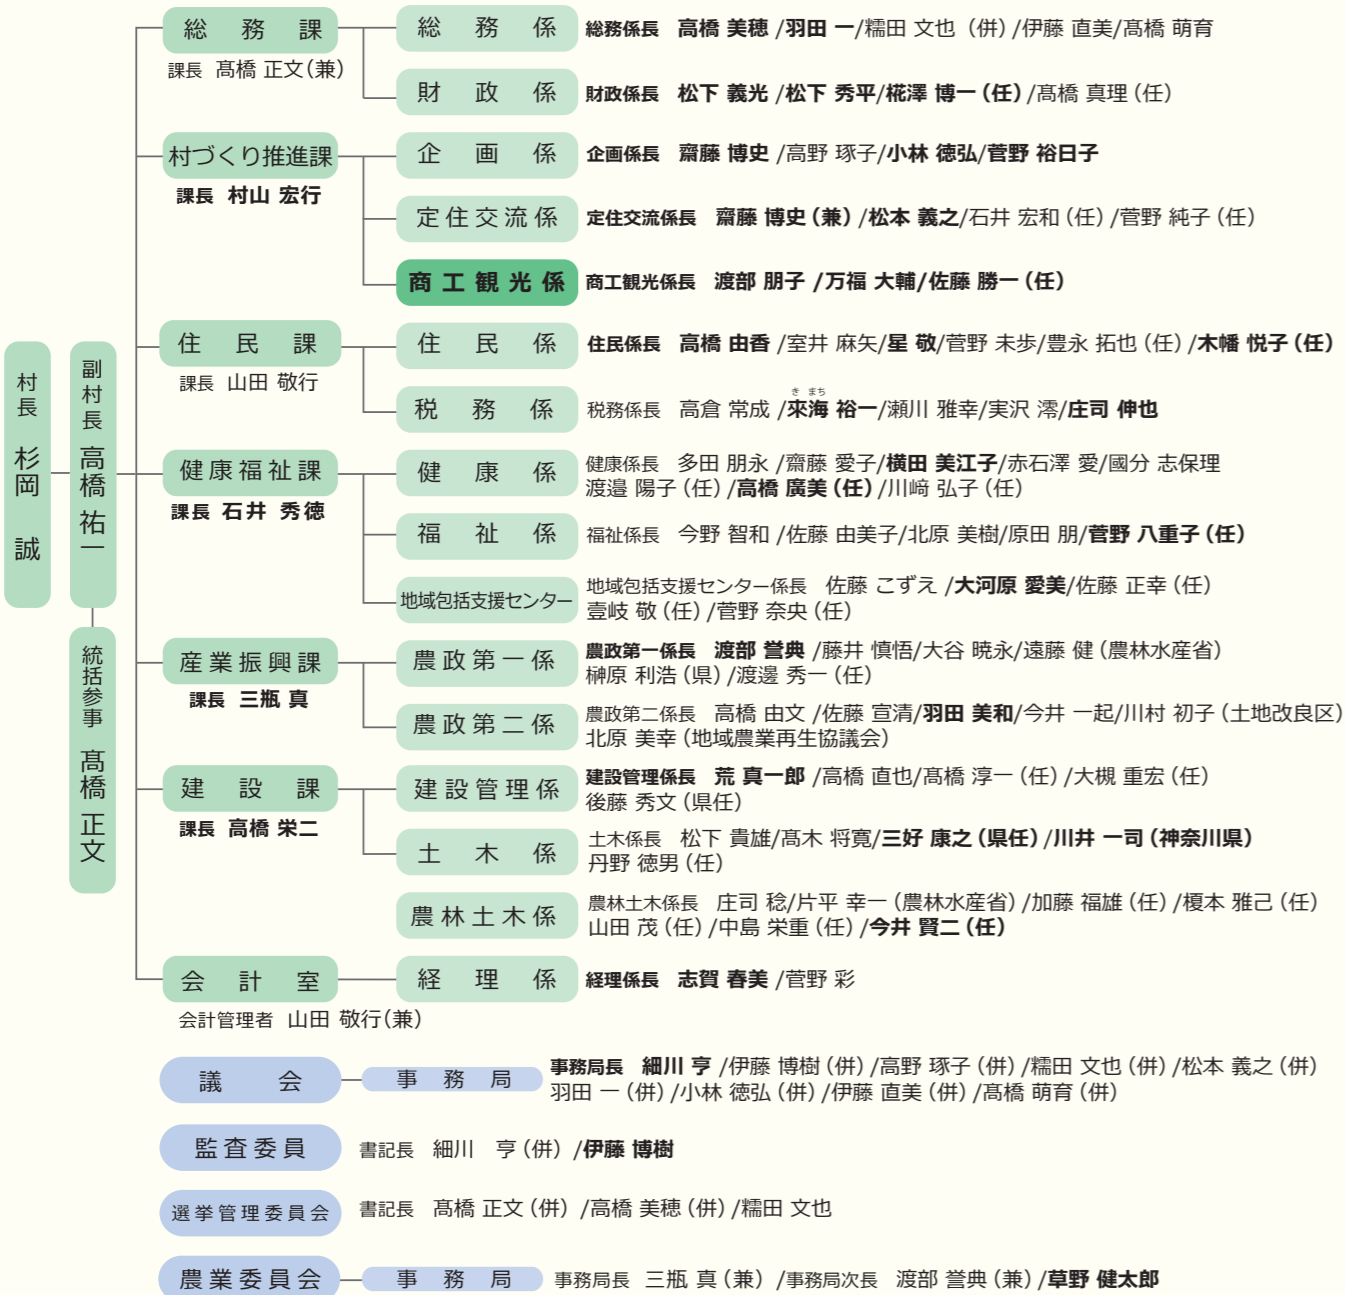 総務課
課長 髙橋 正文（兼）
総務係 総務係長 高橋 美穂 /羽田 一/糯田 文也（併）/伊藤 直美/髙橋 萌育
財政係 財政係長 松下 義光 /松下 秀平/椛澤 博一（任）/髙橋 真理（任）
村づくり推進課
課長 村山 宏行
企画係 企画係長 齋藤 博史 /高野 琢子/小林 徳弘/菅野 裕日子
定住交流係 定住交流係長 齋藤 博史（兼）/松本 義之/石井 宏和（任）/菅野 純子（任）
商工観光係 商工観光係長 渡部 朋子 /万福 大輔/佐藤 勝一（任）
村長 杉岡 誠
副村長 高橋 祐一
統括参事 髙橋 正文
住民課
課長 山田 敬行
住民係 住民係長 高橋 由香 /室井 麻矢/星 敬/菅野 未歩/豊永 拓也（任）/木幡 悦子（任）
き まち
税務係 税務係長 高倉 常成 /來海 裕一/瀬川 雅幸/実沢 澪/庄司 伸也
健康福祉課
課長 石井 秀徳
健康係 健康係長 多田 朋永 /齋藤 愛子/横田 美江子/赤石澤 愛/國分 志保理
渡邉 陽子（任）/高橋 廣美（任）/川﨑 弘子（任）
福祉係 福祉係長 今野 智和 /佐藤 由美子/北原 美樹/原田 朋/菅野 八重子（任）
地域包括支援センター 地域包括支援センター係長 佐藤 こずえ /大河原 愛美/佐藤 正幸（任）
壹岐 敬（任）/菅野 奈央（任）
産業振興課
課長 三瓶 真
農政第一係 農政第一係長 渡部 誉典 /藤井 慎悟/大谷 暁永/遠藤 健（農林水産省）
榊原 利浩（県）/渡邊 秀一（任）
農政第二係 農政第二係長 高橋 由文 /佐藤 宣清/羽田 美和/今井 一起/川村 初子（土地改良区）
北原 美幸（地域農業再生協議会）
建設課
課長 高橋 栄二
建設管理係 建設管理係長 荒 真一郎 /高橋 直也/髙橋 淳一（任）/大槻 重宏（任）
後藤 秀文（県任）
土木係 土木係長 松下 貴雄/髙木 将寛/三好 康之（県任）/川井 一司（神奈川県）
丹野 徳男（任）
農林土木係 農林土木係長 庄司 稔/片平 幸一（農林水産省）/加藤 福雄（任）/榎本 雅己（任）
山田 茂（任）/中島 栄重（任）/今井 賢二（任）
会計室
会計管理者 山田 敬行（兼）
経理係 経理係長 志賀 春美 /菅野 彩
議会 事務局 事務局長 細川 亨 /伊藤 博樹（併）/高野 琢子（併）/糯田 文也（併）/松本 義之（併）
羽田 一（併）/小林 徳弘（併）/伊藤 直美（併）/髙橋 萌育（併）
監査委員 書記長 細川 亨（併）/伊藤 博樹
選挙管理委員会 書記長 髙橋 正文（併）/高橋 美穂（併）/糯田 文也
農業委員会 事務局 事務局長 三瓶 真（兼）/事務局次長 渡部 誉典（兼）/草野 健太郎